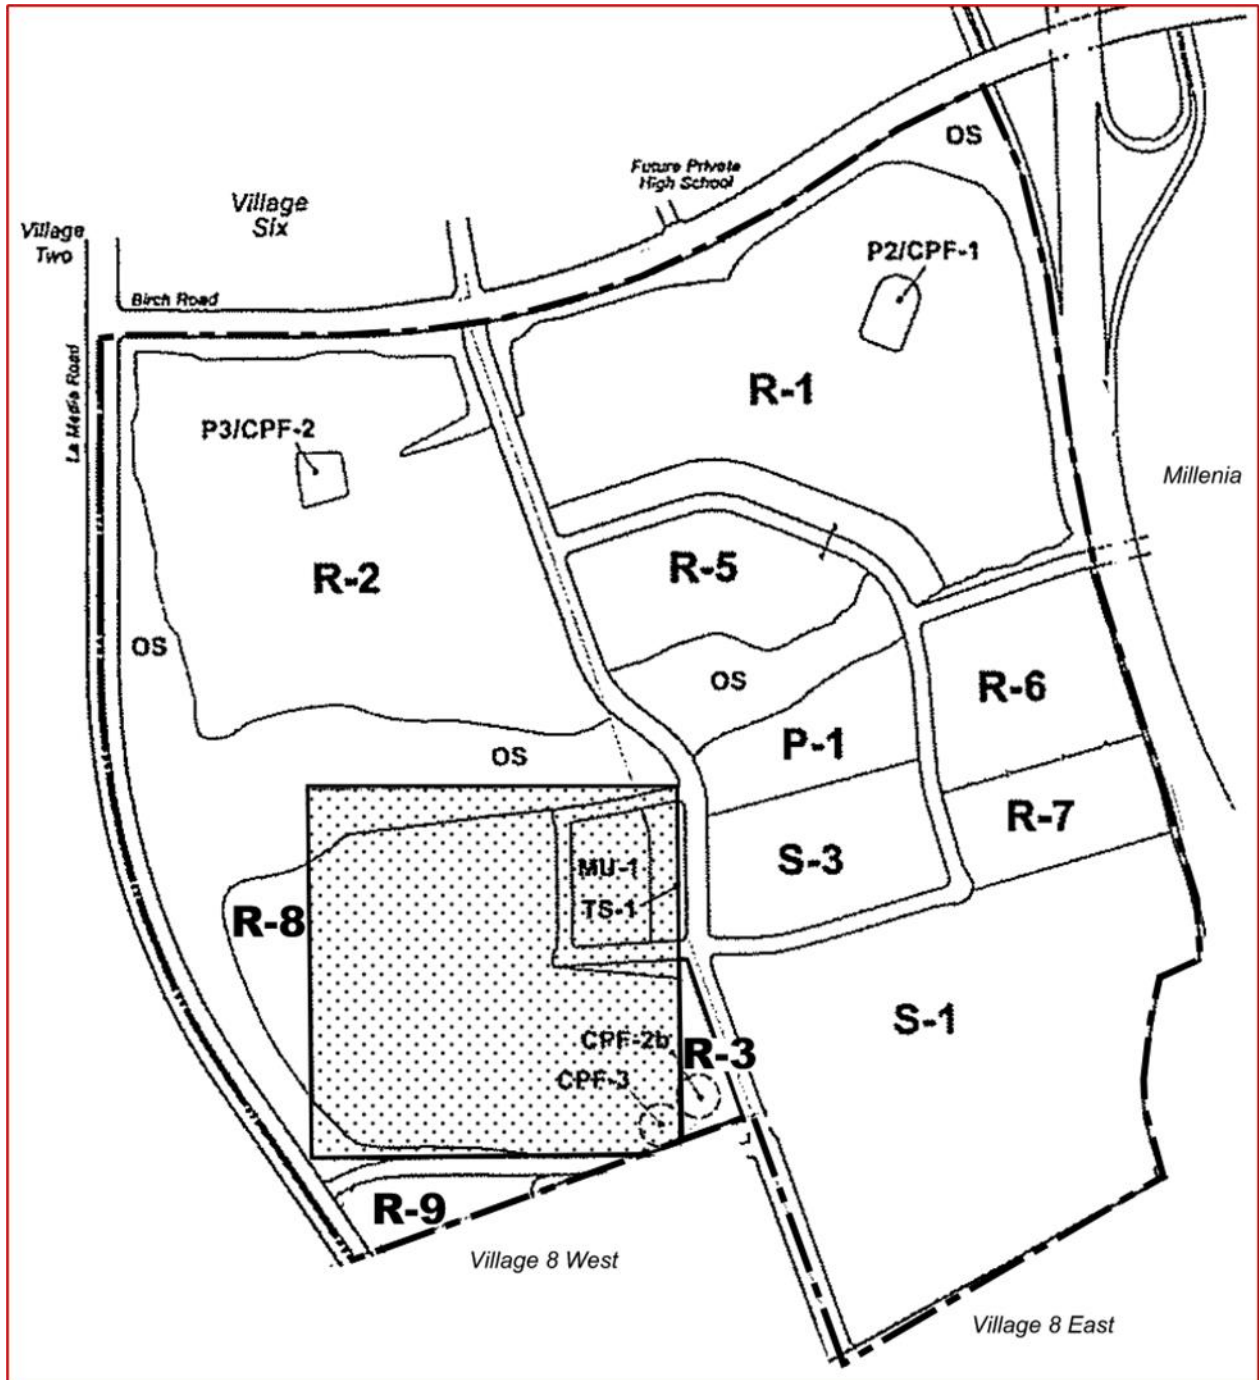 OS
Future Private
High School
Village
Six
Village
Two
P2/CPF-1
Birch Road
La Media Road
R-1
P3/CPF-2
Millenia
R-5
R-2
OS
OS
R-6
P-1
OS
R-7
S-3
MU-1
TS-1
R-8
S-1
CPF-2b
R-3
CPF-3
R-9
Village 8 West
Village 8 East